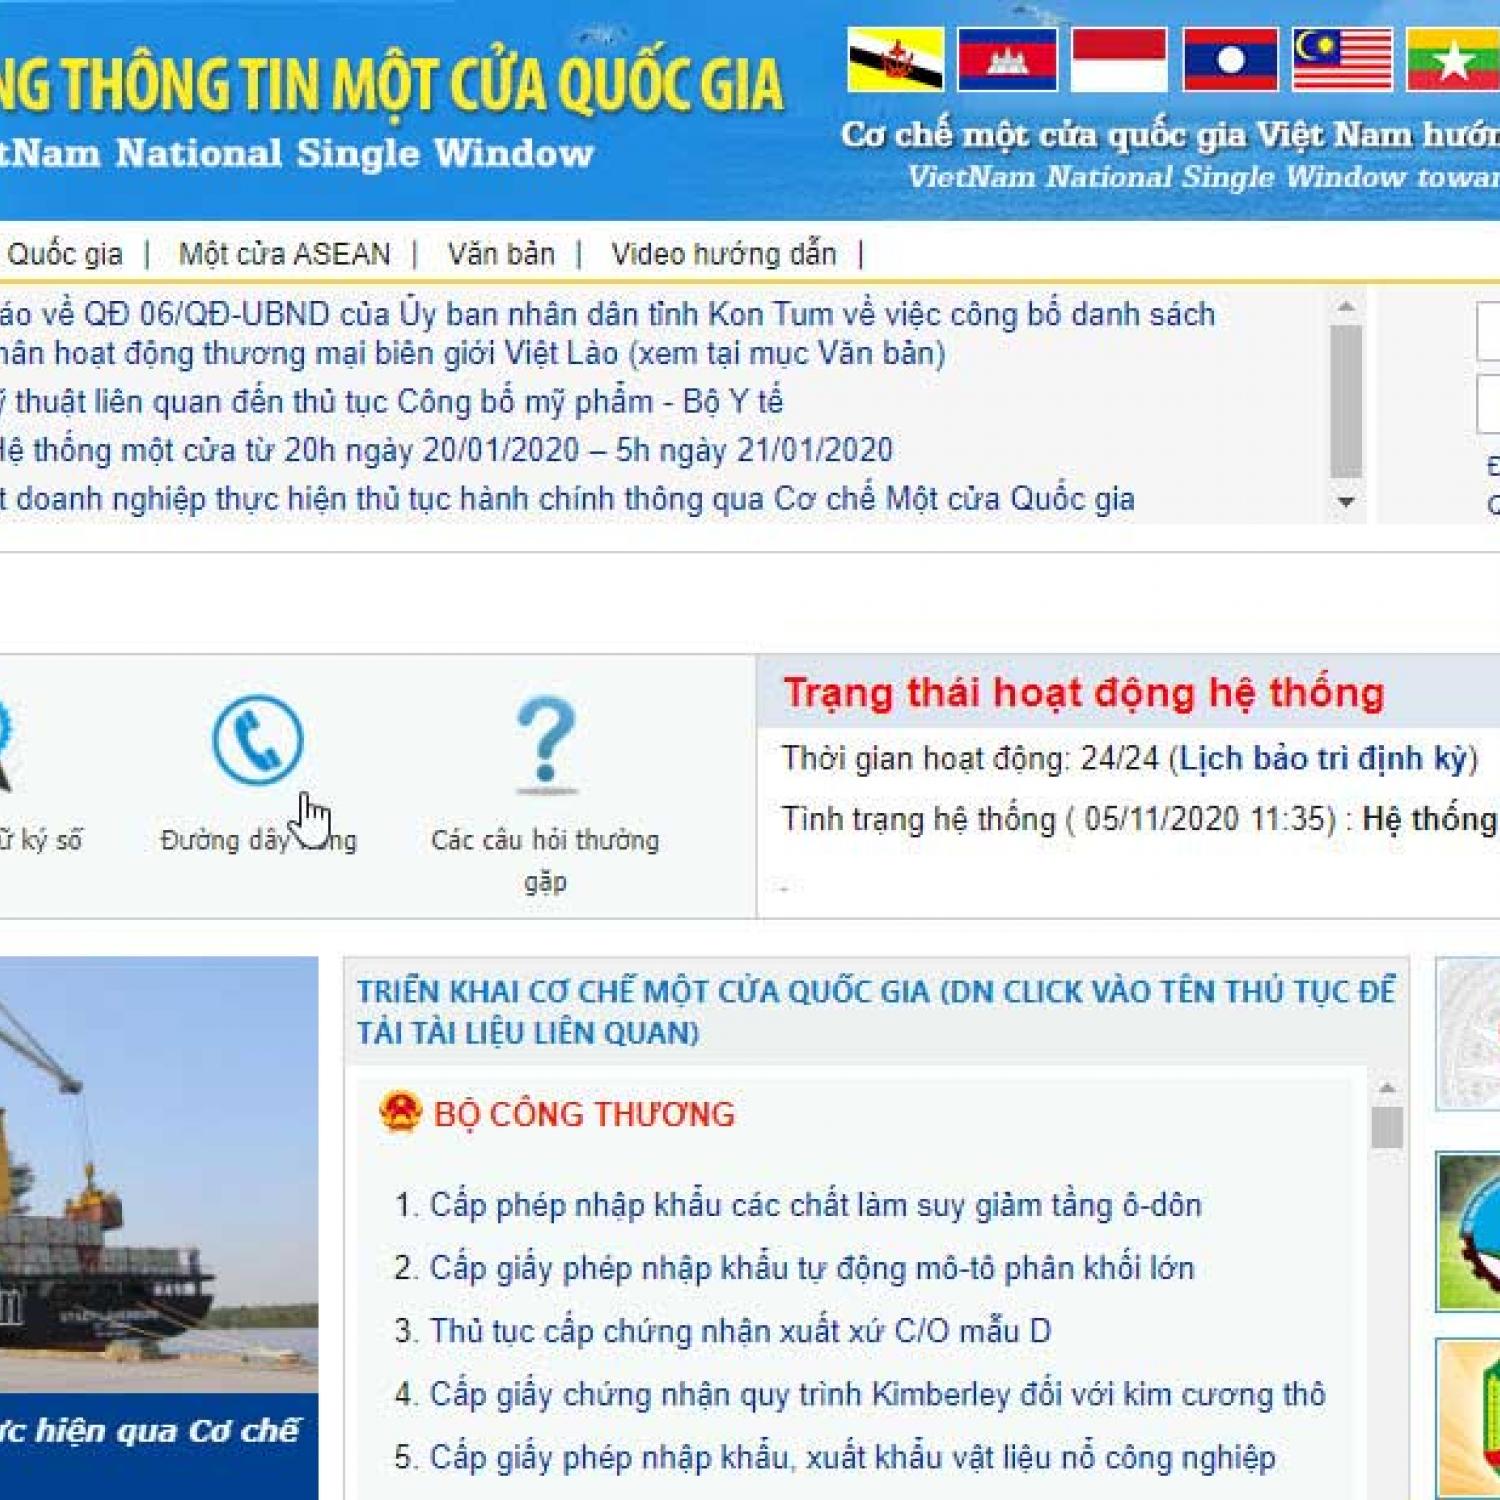 THÔNG TIN MỘT CỬA QUỐC GIA
National Single Window
Cơ chế một cửa quốc gia Việt Nam
VietNam National Single Window
Quốc gia | Một cửa ASEAN | Văn bản | Video hướng dẫn |
về QĐ 06/QĐ-UBND của Ủy ban nhân dân tỉnh Kon Tum về việc công bố danh sách
hoạt động thương mại biên giới Việt Lào (xem tại mục Văn bản)
thuật liên quan đến thủ tục Công bố mỹ phẩm - Bộ Y tế
thống một cửa từ 20h ngày 20/01/2020 – 5h ngày 21/01/2020
doanh nghiệp thực hiện thủ tục hành chính thông qua Cơ chế Một cửa Quốc gia
ký số
Đường dây
Các câu hỏi thường
gặp
Trạng thái hoạt động hệ thống
Thời gian hoạt động: 24/24 (Lịch bảo trì định kỳ)
Tình trạng hệ thống ( 05/11/2020 11:35) : Hệ thống
TRIỂN KHAI CƠ CHẾ MỘT CỬA QUỐC GIA (DN CLICK VÀO TÊN THỦ TỤC ĐỂ
TẢI TÀI LIỆU LIÊN QUAN)
BỘ CÔNG THƯƠNG
1. Cấp phép nhập khẩu các chất làm suy giảm tầng ô-dôn
2. Cấp giấy phép nhập khẩu tự động mô-tô phân khối lớn
3. Thủ tục cấp chứng nhận xuất xứ C/O mẫu D
4. Cấp giấy chứng nhận quy trình Kimberley đối với kim cương thô
5. Cấp giấy phép nhập khẩu, xuất khẩu vật liệu nổ công nghiệp
hiện qua Cơ chế